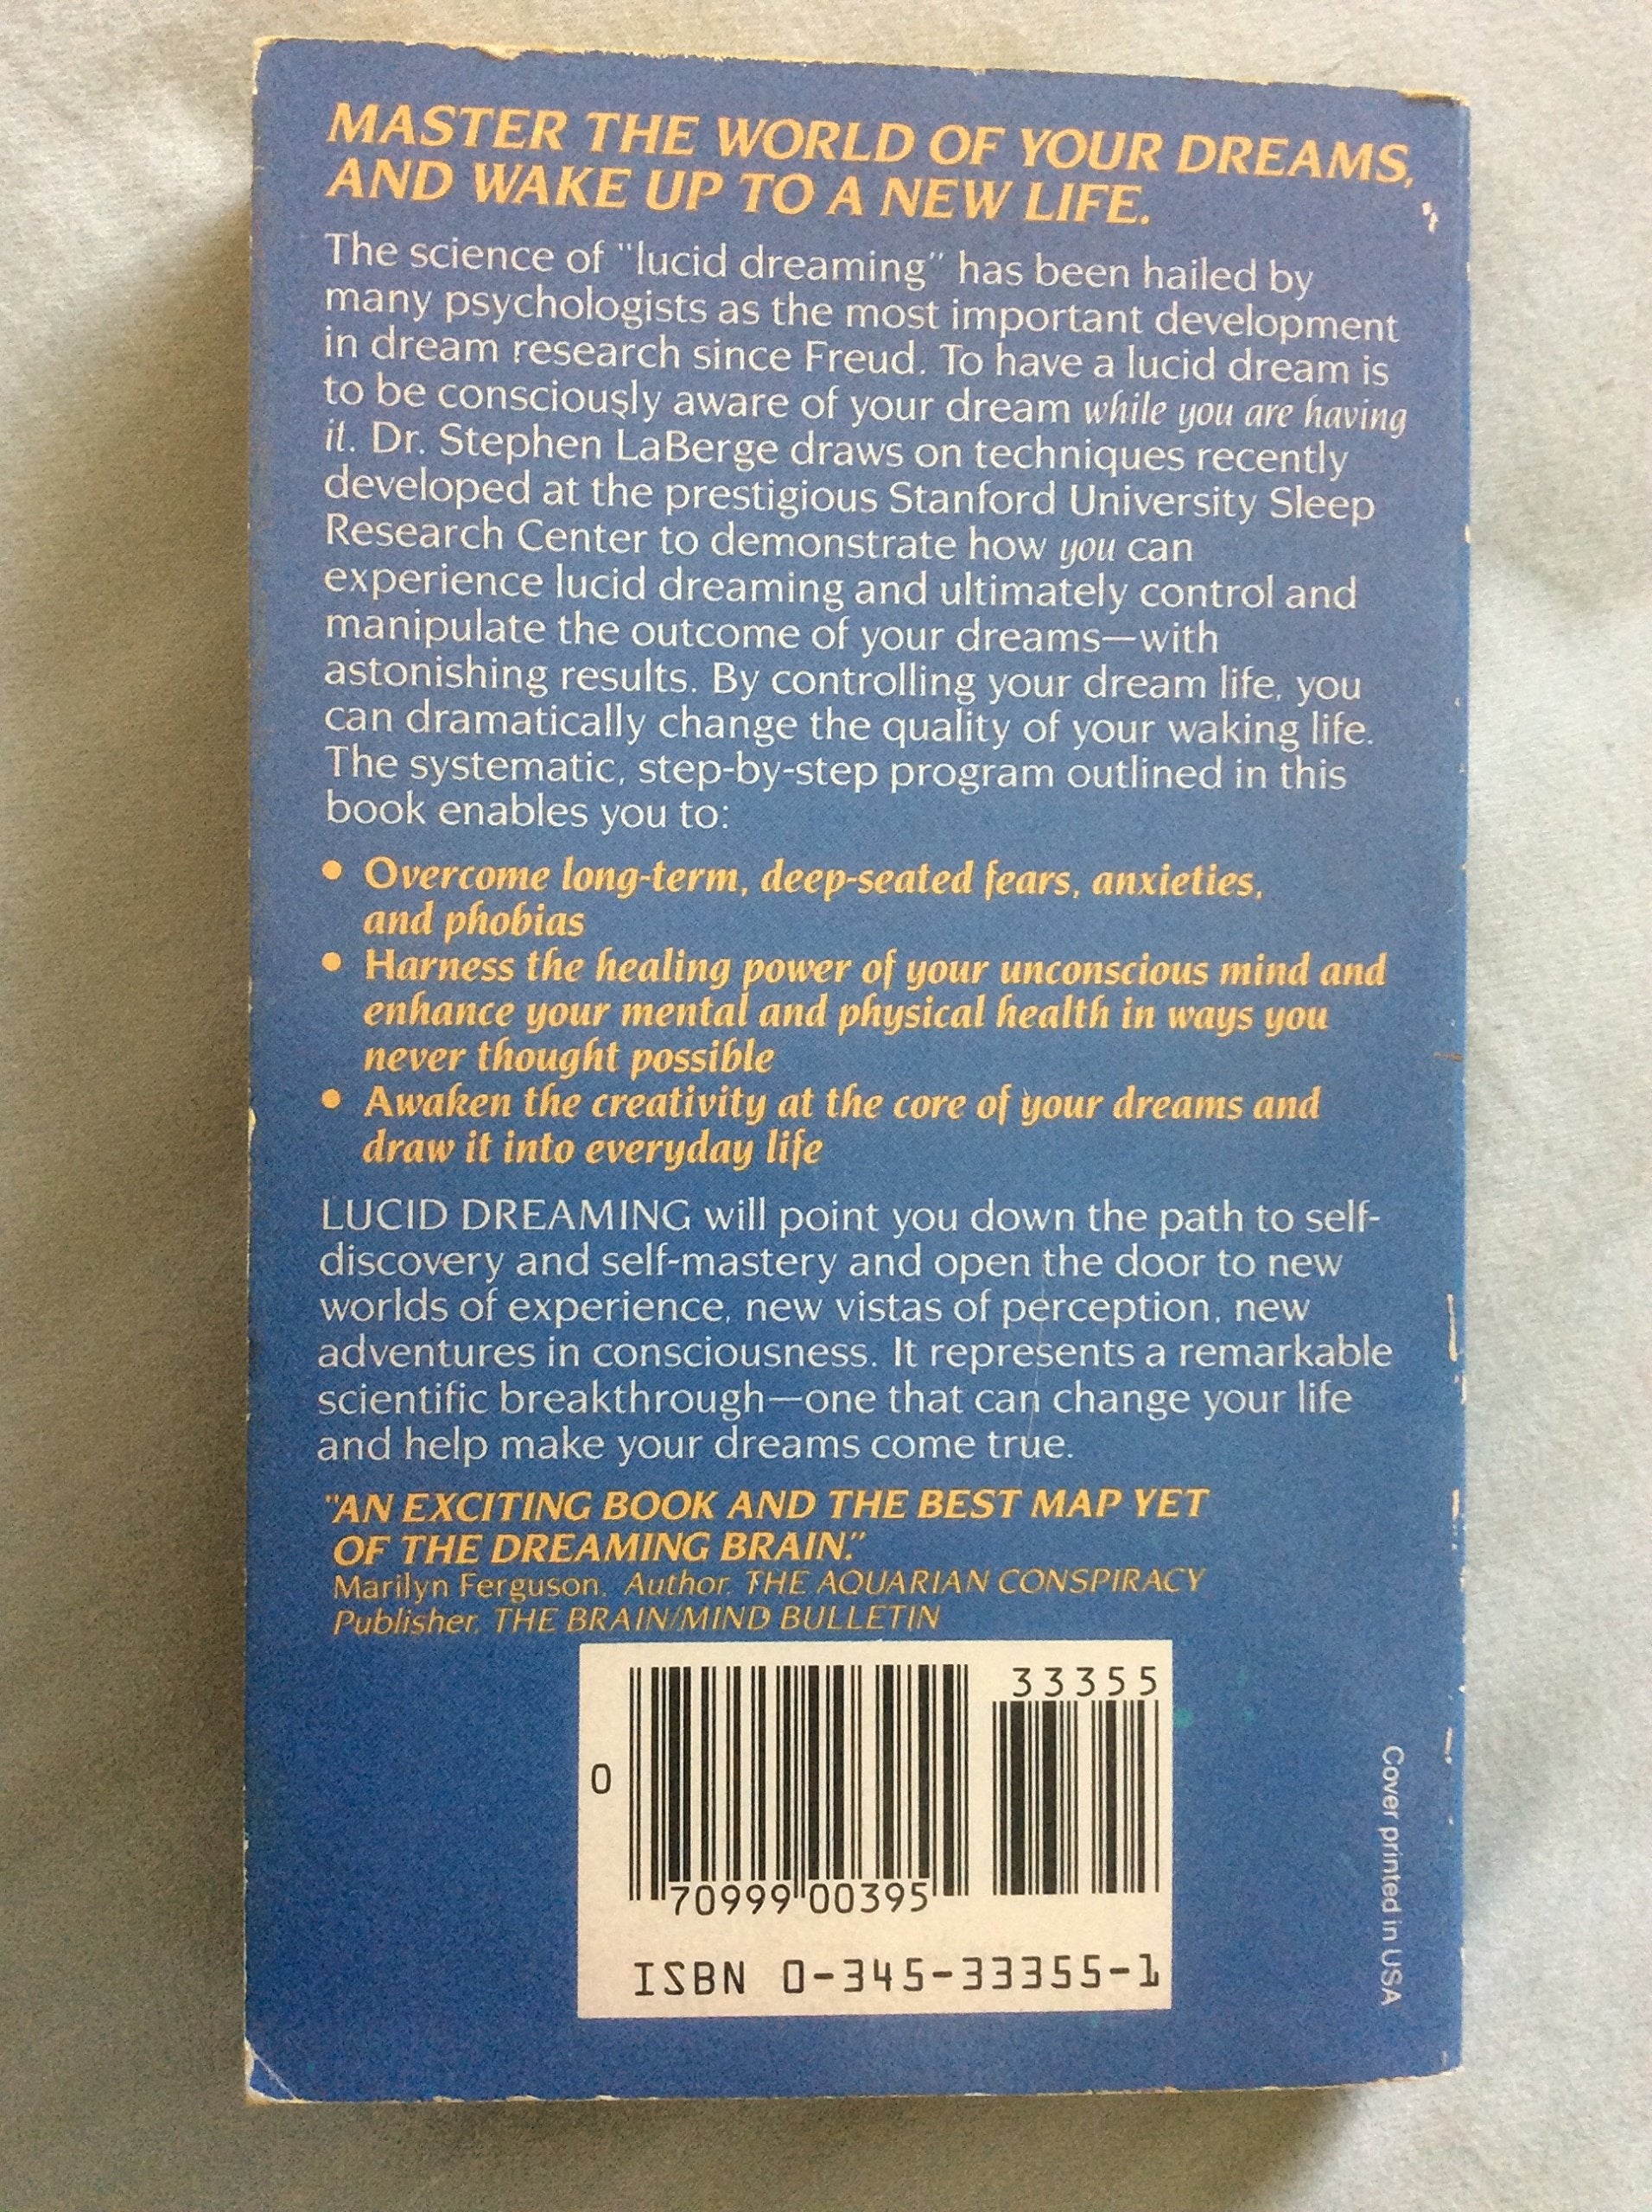 MASTER THE WORLD OF YOUR DREAMS,
AND WAKE UP TO A NEW LIFE.
The science of "lucid dreaming" has been hailed by
many psychologists as the most important development
in dream research since Freud. To have a lucid dream is
to be consciously aware of your dream while you are having
it. Dr. Stephen LaBerge draws on techniques recently
developed at the prestigious Stanford University Sleep
Research Center to demonstrate how you can
experience lucid dreaming and ultimately control and
manipulate the outcome of your dreams—with
astonishing results. By controlling your dream life, you
can dramatically change the quality of your waking life.
The systematic, step-by-step program outlined in this
book enables you to:
• Overcome long-term, deep-seated fears, anxieties,
and phobias
• Harness the healing power of your unconscious mind and
enhance your mental and physical health in ways you
never thought possible
• Awaken the creativity at the core of your dreams and
draw it into everyday life
LUCID DREAMING will point you down the path to self-
discovery and self-mastery and open the door to new
worlds of experience, new vistas of perception, new
adventures in consciousness. It represents a remarkable
scientific breakthrough—one that can change your life
and help make your dreams come true.
"AN EXCITING BOOK AND THE BEST MAP YET
OF THE DREAMING BRAIN."
Marilyn Ferguson, Author, THE AQUARIAN CONSPIRACY
Publisher, THE BRAIN/MIND BULLETIN
33355
0
70999 00395
ISBN 0-345-33355-1
Cover printed in USA